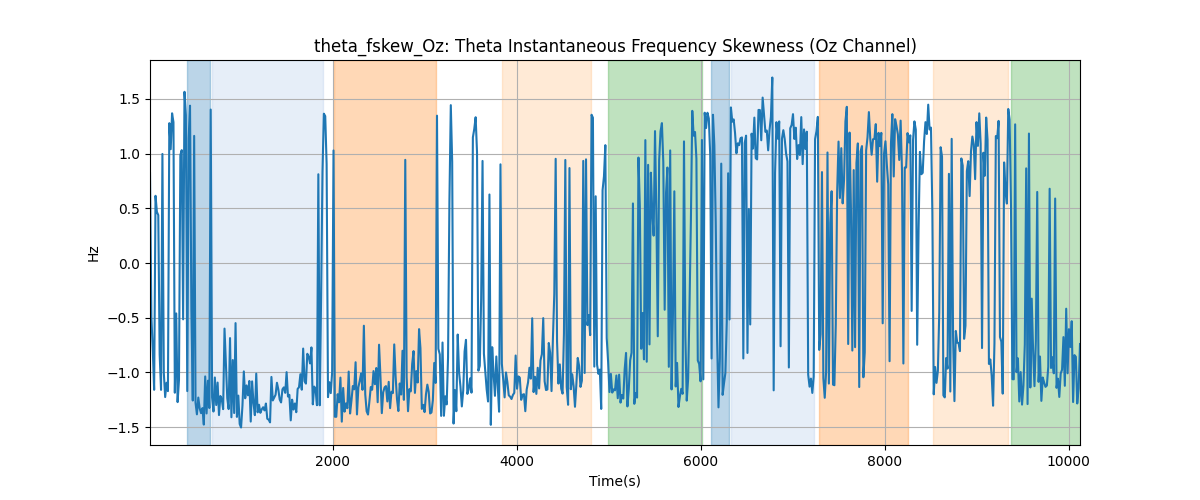 theta_fskew_Oz: Theta Instantaneous Frequency Skewness (Oz Channel)
Hz
1.5
1.0
0.5
0.0
−0.5
−1.0
−1.5
2000 4000 6000 8000 10000
Time(s)